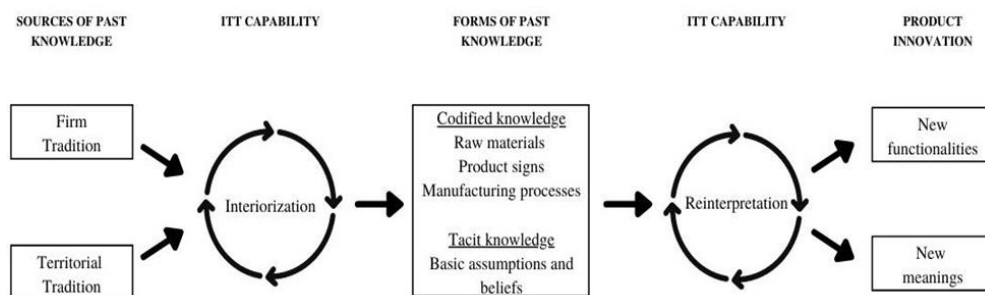 SOURCES OF PAST
KNOWLEDGE
ITT CAPABILITY
FORMS OF PAST
KNOWLEDGE
ITT CAPABILITY
PRODUCT
INNOVATION
Firm
Tradition
Territorial
Tradition
Interiorization
Codified knowledge
Raw materials
Product signs
Manufacturing processes
Tacit knowledge
Basic assumptions and
beliefs
Reinterpretation
New
functionalities
New
meanings